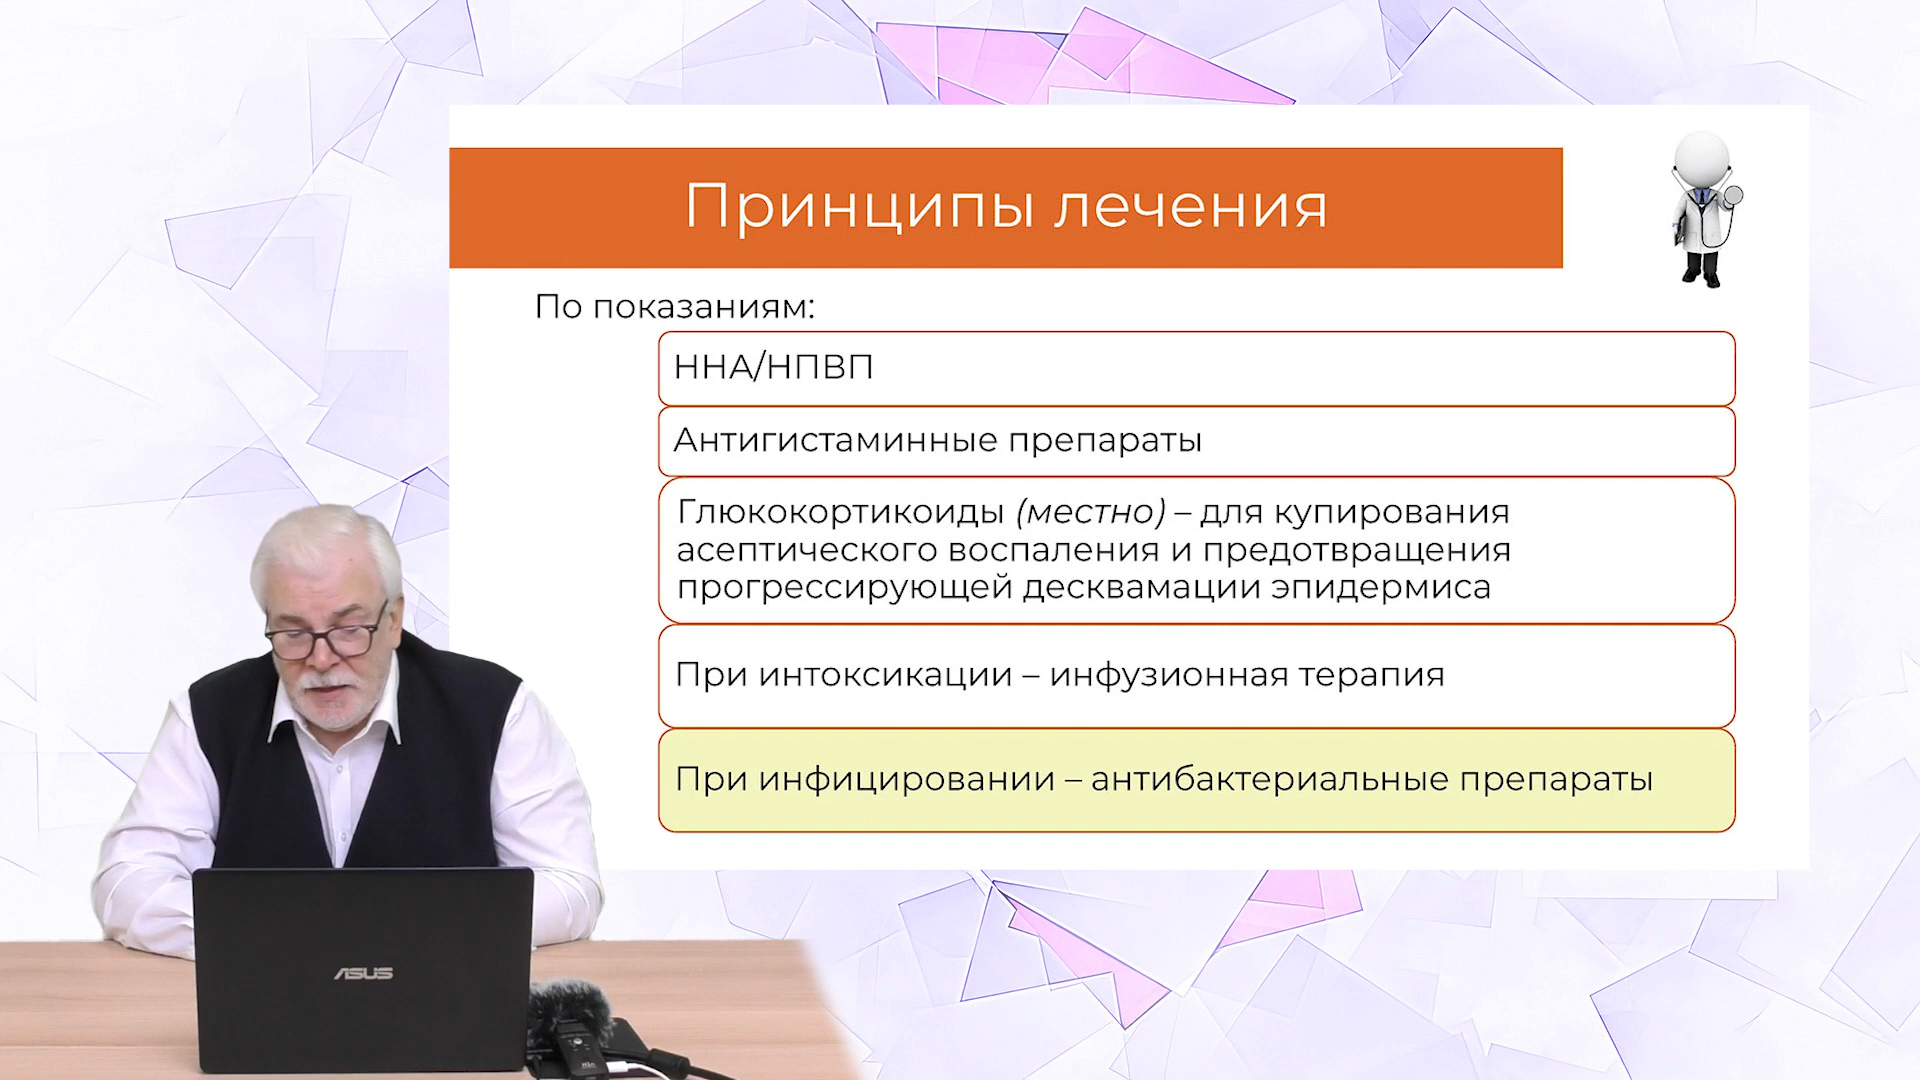 Принципы лечения
По показаниям:
ННА/НПВП
Антигистаминные препараты
Глюкокортикоиды (местно) – для купирования
асептического воспаления и предотвращения
прогрессирующей десквамации эпидермиса
При интоксикации – инфузионная терапия
При инфицировании – антибактериальные препараты
ASUS